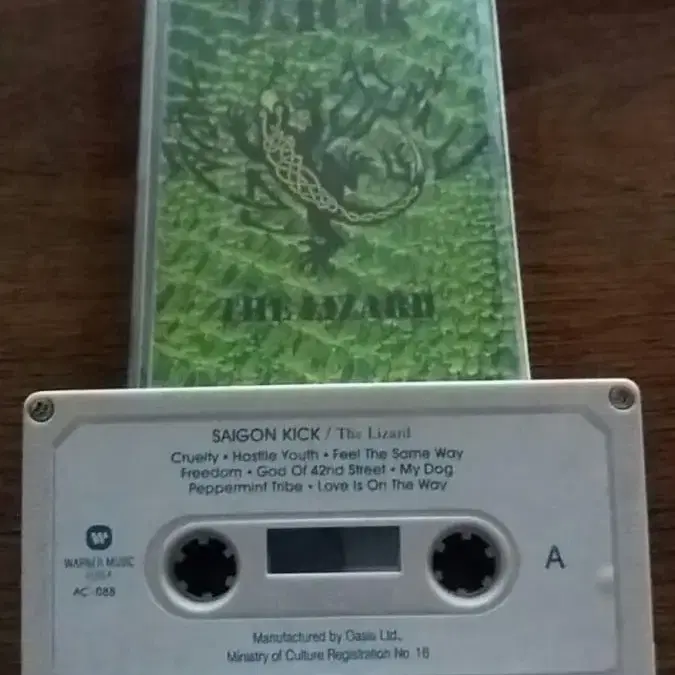 KICK
THE LIZARD
SAIGON KICK / The Lizard
Cruelty • Hostile Youth • Feel The Same Way
Freedom • God Of 42nd Street • My Dog
Peppermint Tribe • Love Is On The Way
WARNER MUSIC
AC-088
A
Manufactured by Oasis Ltd.,
Ministry of Culture Registration No. 18